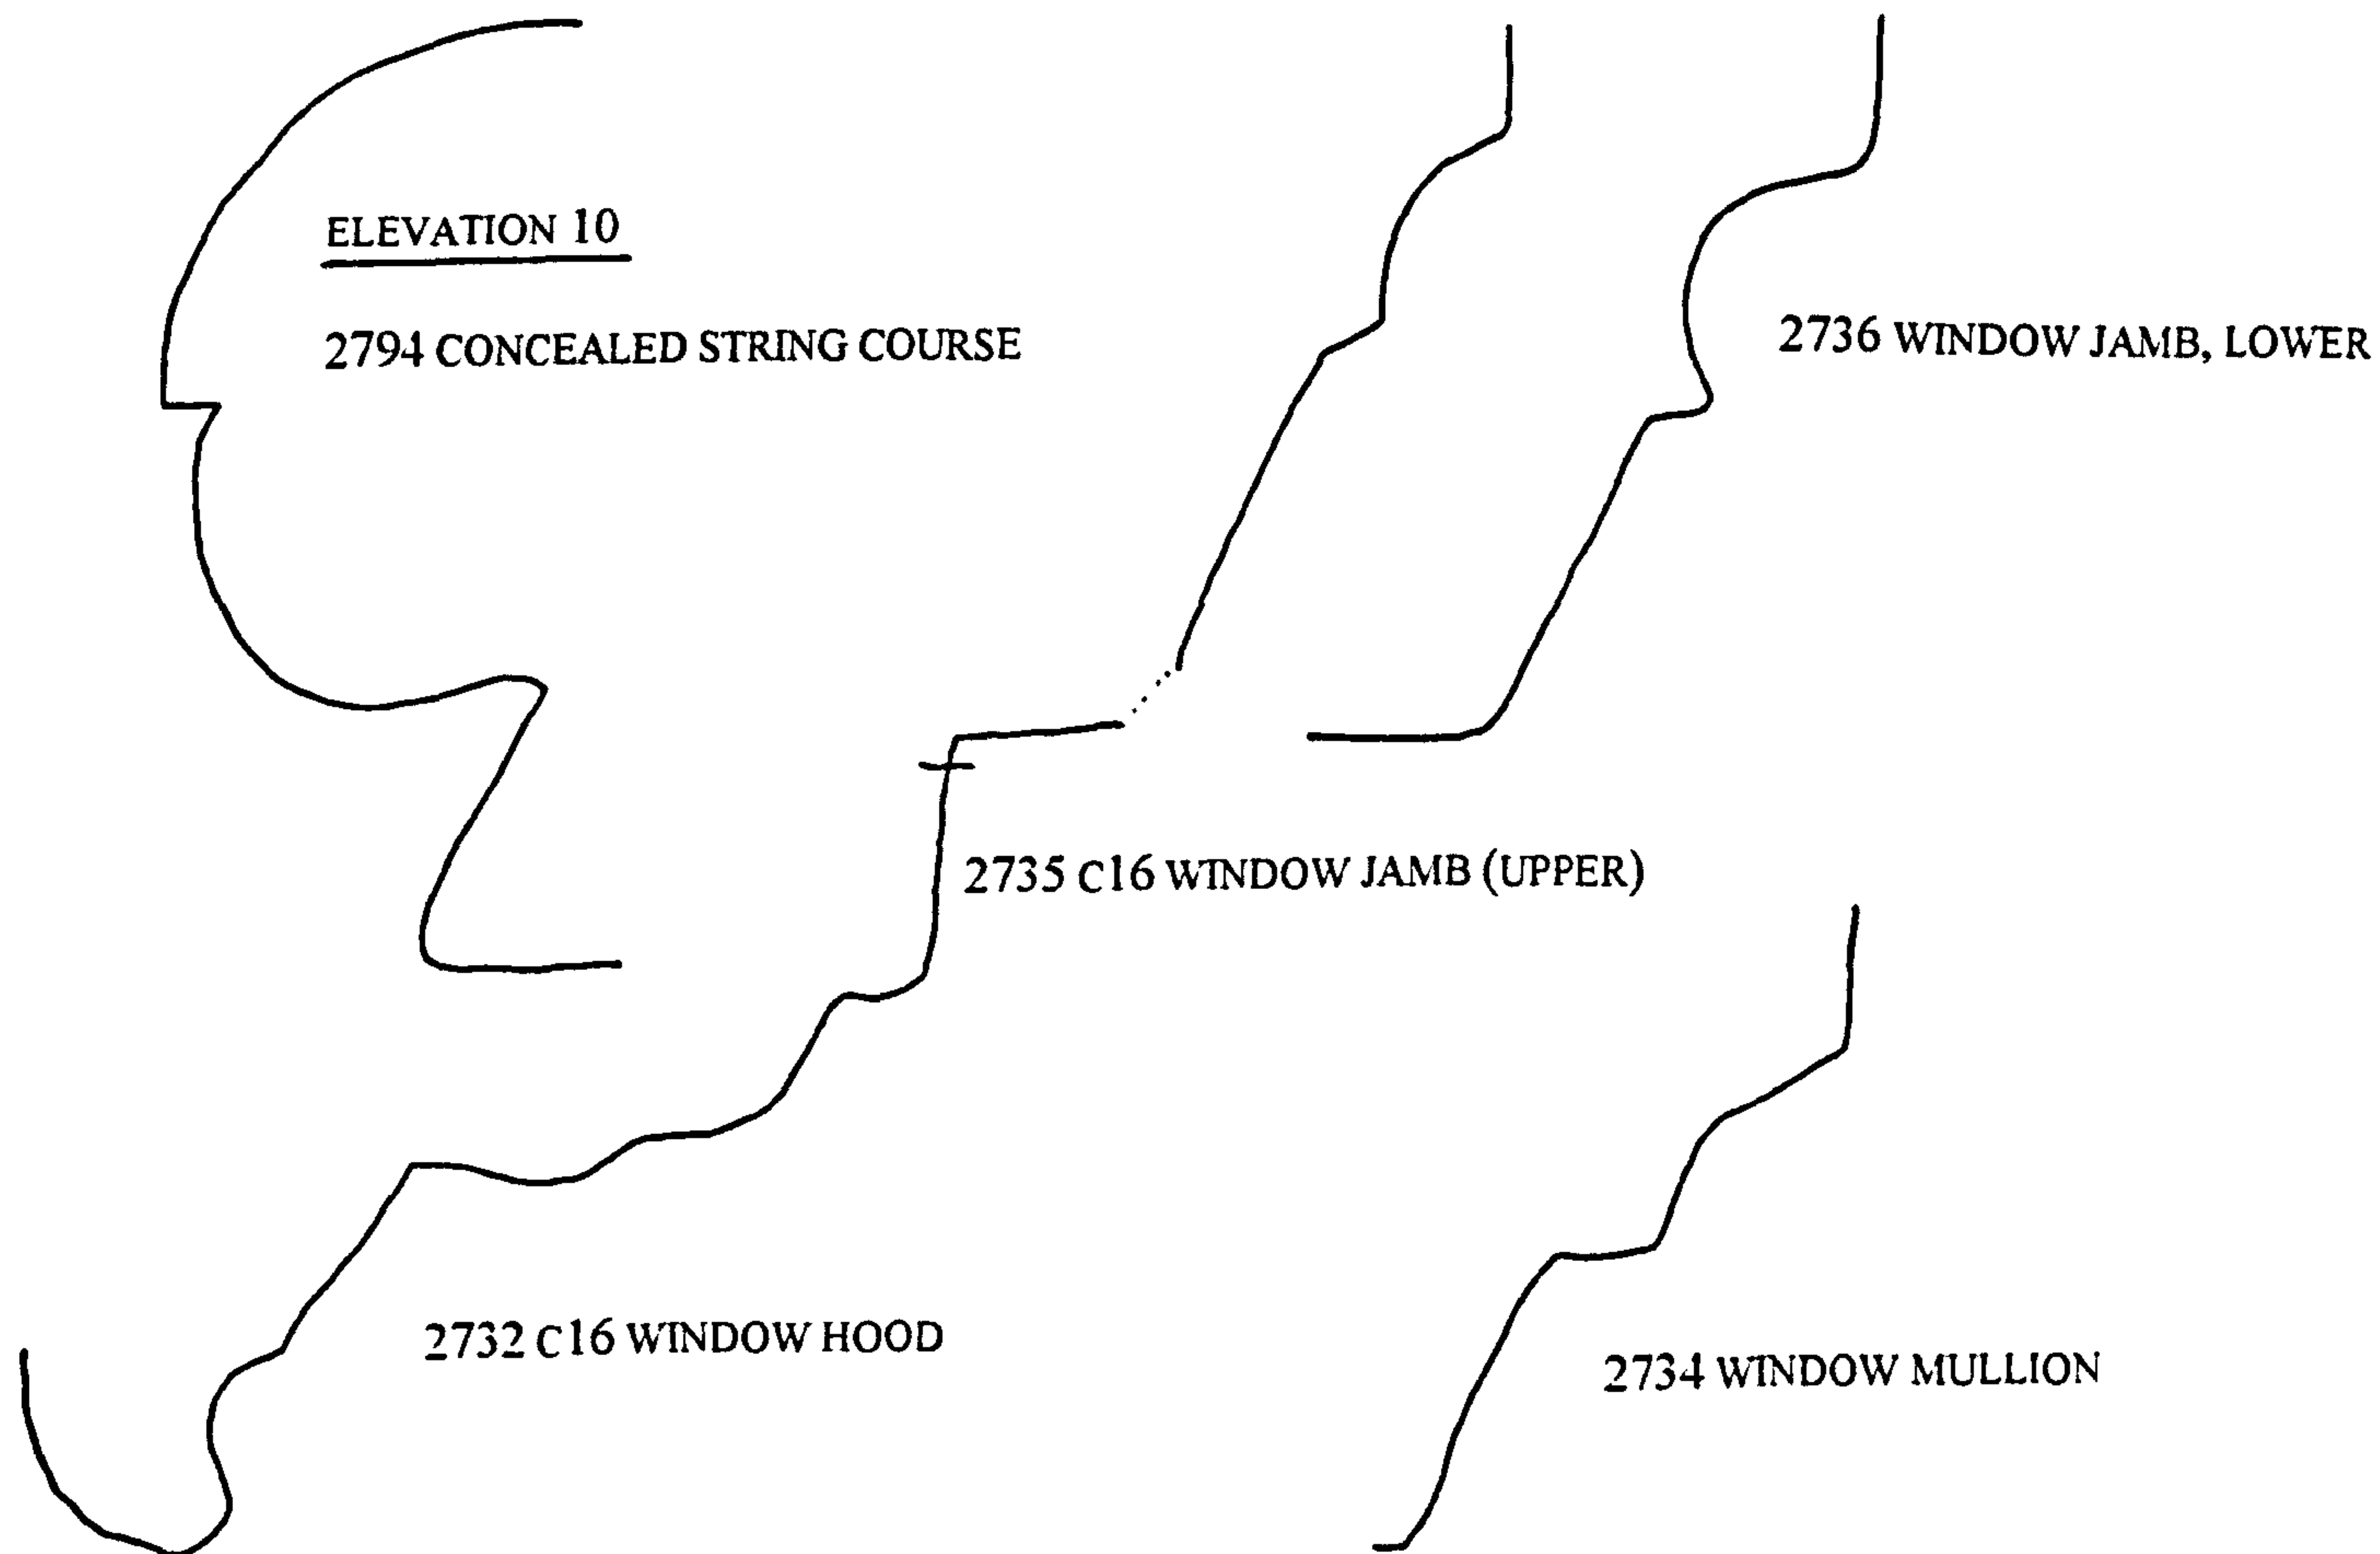 ELEVATION 10
2794 CONCEALED STRING COURSE
2736 WINDOW JAMB, LOWER
2735 C16 WINDOW JAMB (UPPER)
2732 C16 WINDOW HOOD
2734 WINDOW MULLION